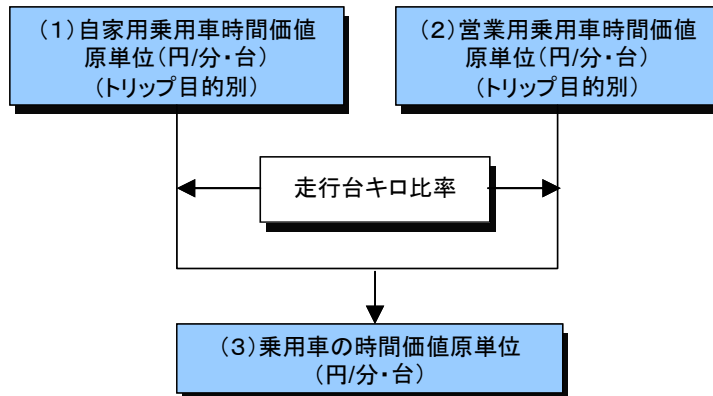 （１）自家用乗用車時間価値
原単位（円/分・台）
（トリップ目的別）
（２）営業用乗用車時間価値
原単位（円/分・台）
（トリップ目的別）
走行台キロ比率
（３）乗用車の時間価値原単位
（円/分・台）